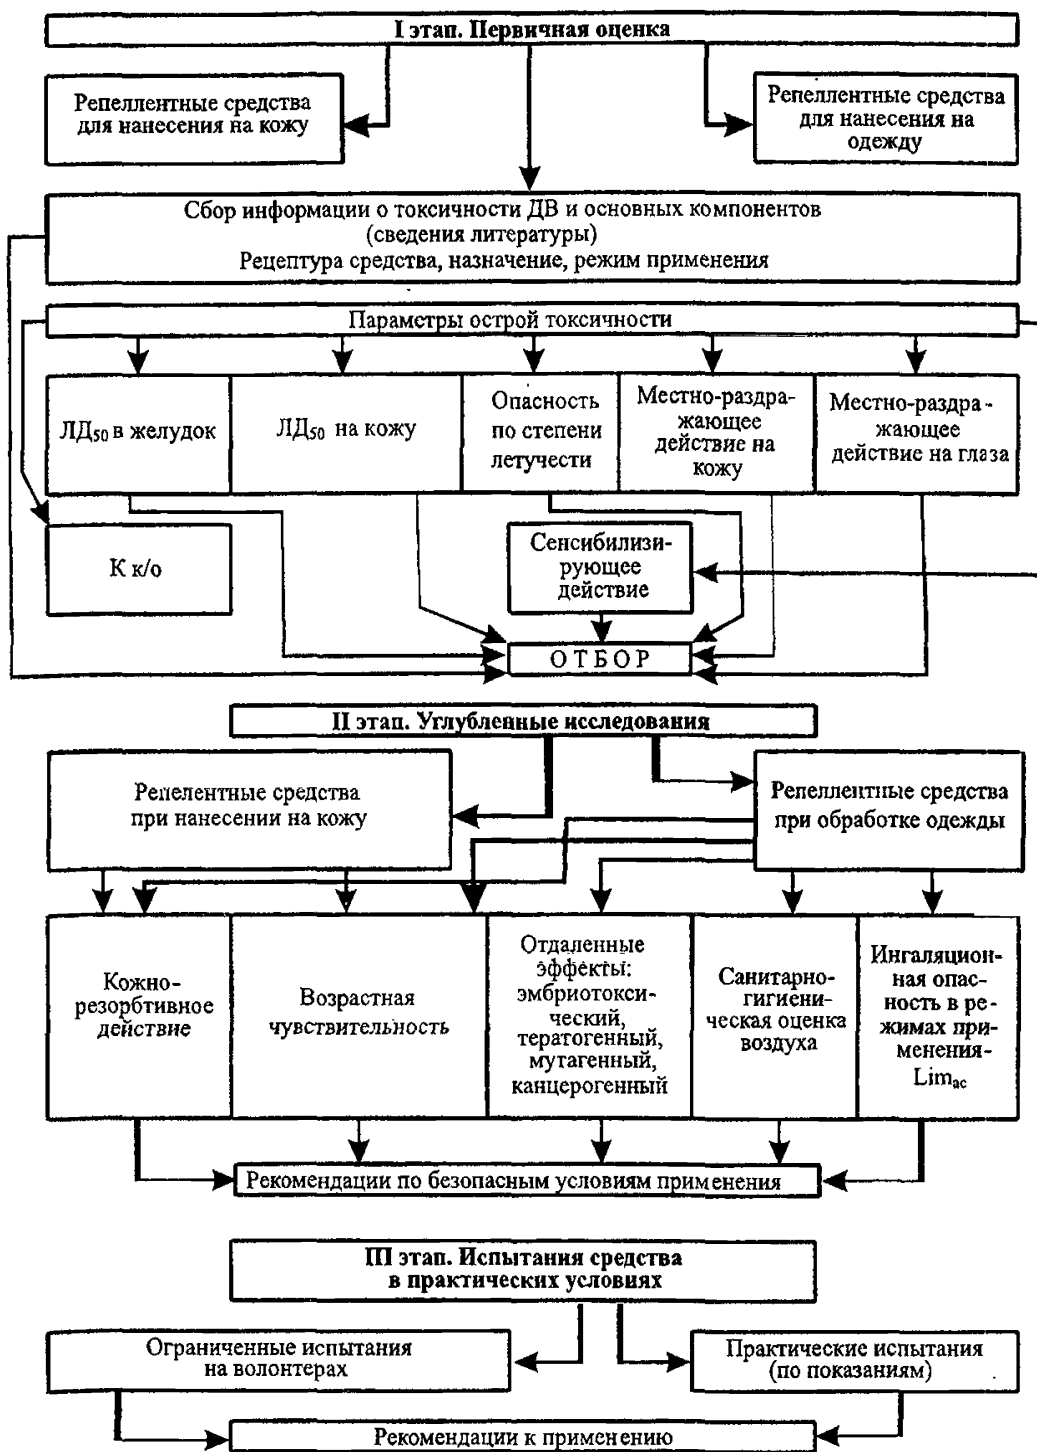 I этап. Первичная оценка
Репеллентные средства
для нанесения на кожу
Репеллентные средства
для нанесения на
одежду
Сбор информации о токсичности ДВ и основных компонентов
(сведения литературы)
Рецептура средства, назначение, режим применения
Параметры острой токсичности
ЛД50 в желудок
ЛД50 на кожу
Опасность
по степени
летучести
Местно-раздра-
жающее
действие на
кожу
Местно-раздра-
жающее
действие на глаза
К к/о
Сенсибилизи-
рующее
действие
ОТБОР
II этап. Углубленные исследования
Репелентные средства
при нанесении на кожу
Репеллентные средства
при обработке одежды
Кожно-
резорбтивное
действие
Возрастная
чувствительность
Отдаленные
эффекты:
эмбриотокси-
ческий,
тератогенный,
мутагенный,
канцерогенный
Санитарно-
гигиени-
ческая оценка
воздуха
Ингаляцион-
ная опас-
ность в ре-
жимах при-
менения-
Limac
Рекомендации по безопасным условиям применения
III этап. Испытания средства
в практических условиях
Ограниченные испытания
на волонтерах
Практические испытания
(по показаниям)
Рекомендации к применению